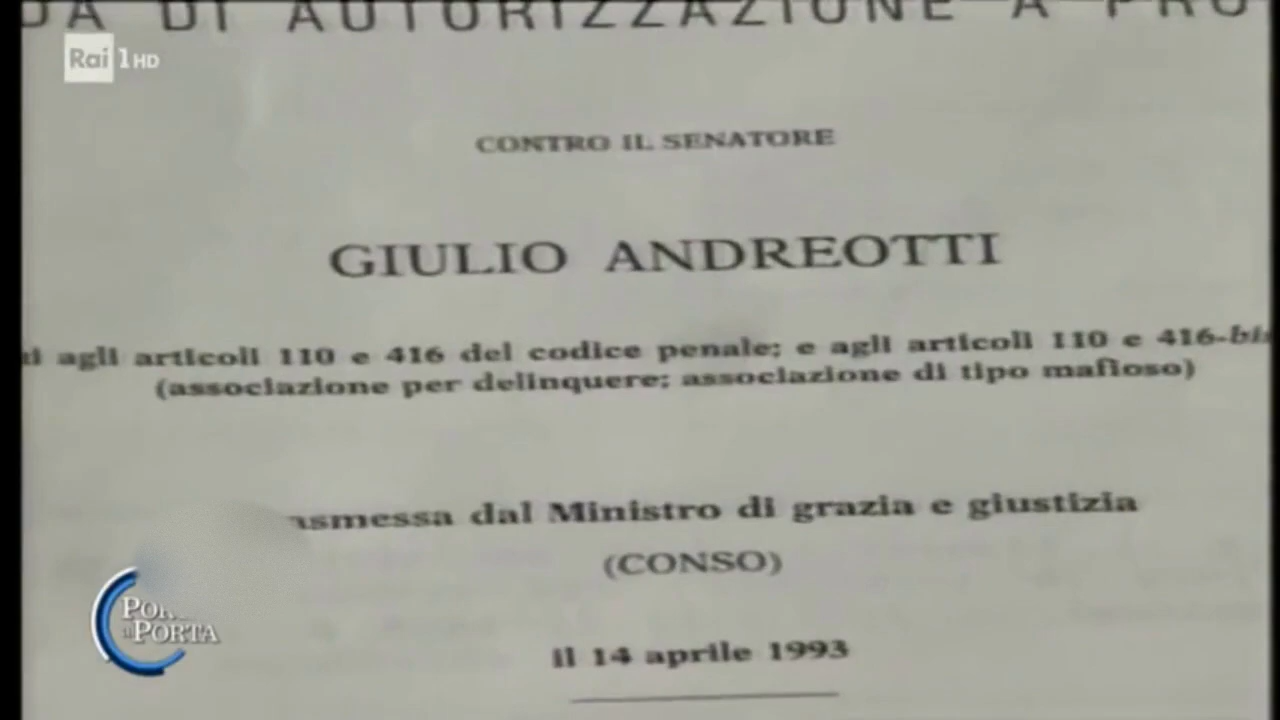 DA DI AUTORIZZAZIONE A PRO
Rai 1 HD
CONTRO IL SENATORE
GIULIO ANDREOTTI
agli articoli 110 e 416 del codice penale; e agli articoli 110 e 416-bis
(associazione per delinquere; associazione di tipo mafioso)
asmessa dal Ministro di grazia e giustizia
(CONSO)
PORTA
il 14 aprile 1993